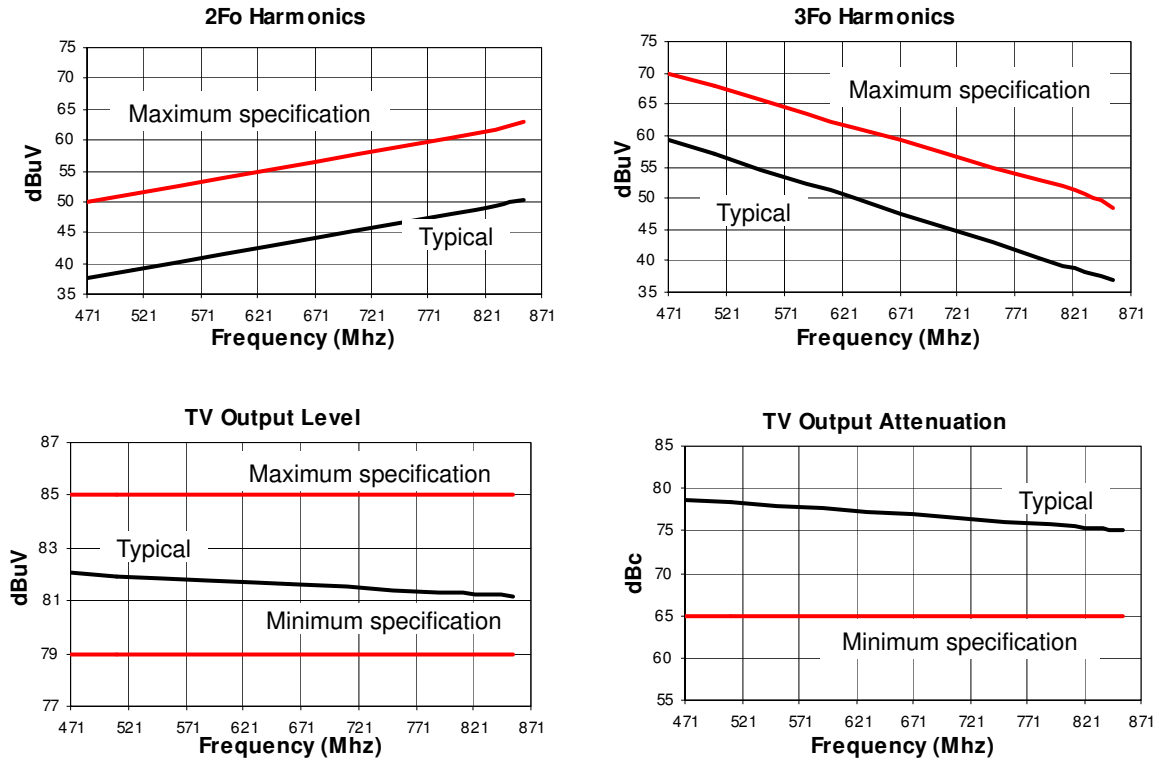 2Fo Harmonics
75
70
65
60
55
50
45
40
35
dBuV
Maximum specification
Typical
471 521 571 621 671 721 771 821 871
Frequency (Mhz)
3Fo Harmonics
75
70
65
60
55
50
45
40
35
dBuV
Maximum specification
Typical
471 521 571 621 671 721 771 821 871
Frequency (Mhz)
TV Output Level
87
85
83
81
79
77
dBuV
Maximum specification
Typical
Minimum specification
471 521 571 621 671 721 771 821 871
Frequency (Mhz)
TV Output Attenuation
85
80
75
70
65
60
55
dBc
Typical
Minimum specification
471 521 571 621 671 721 771 821 871
Frequency (Mhz)